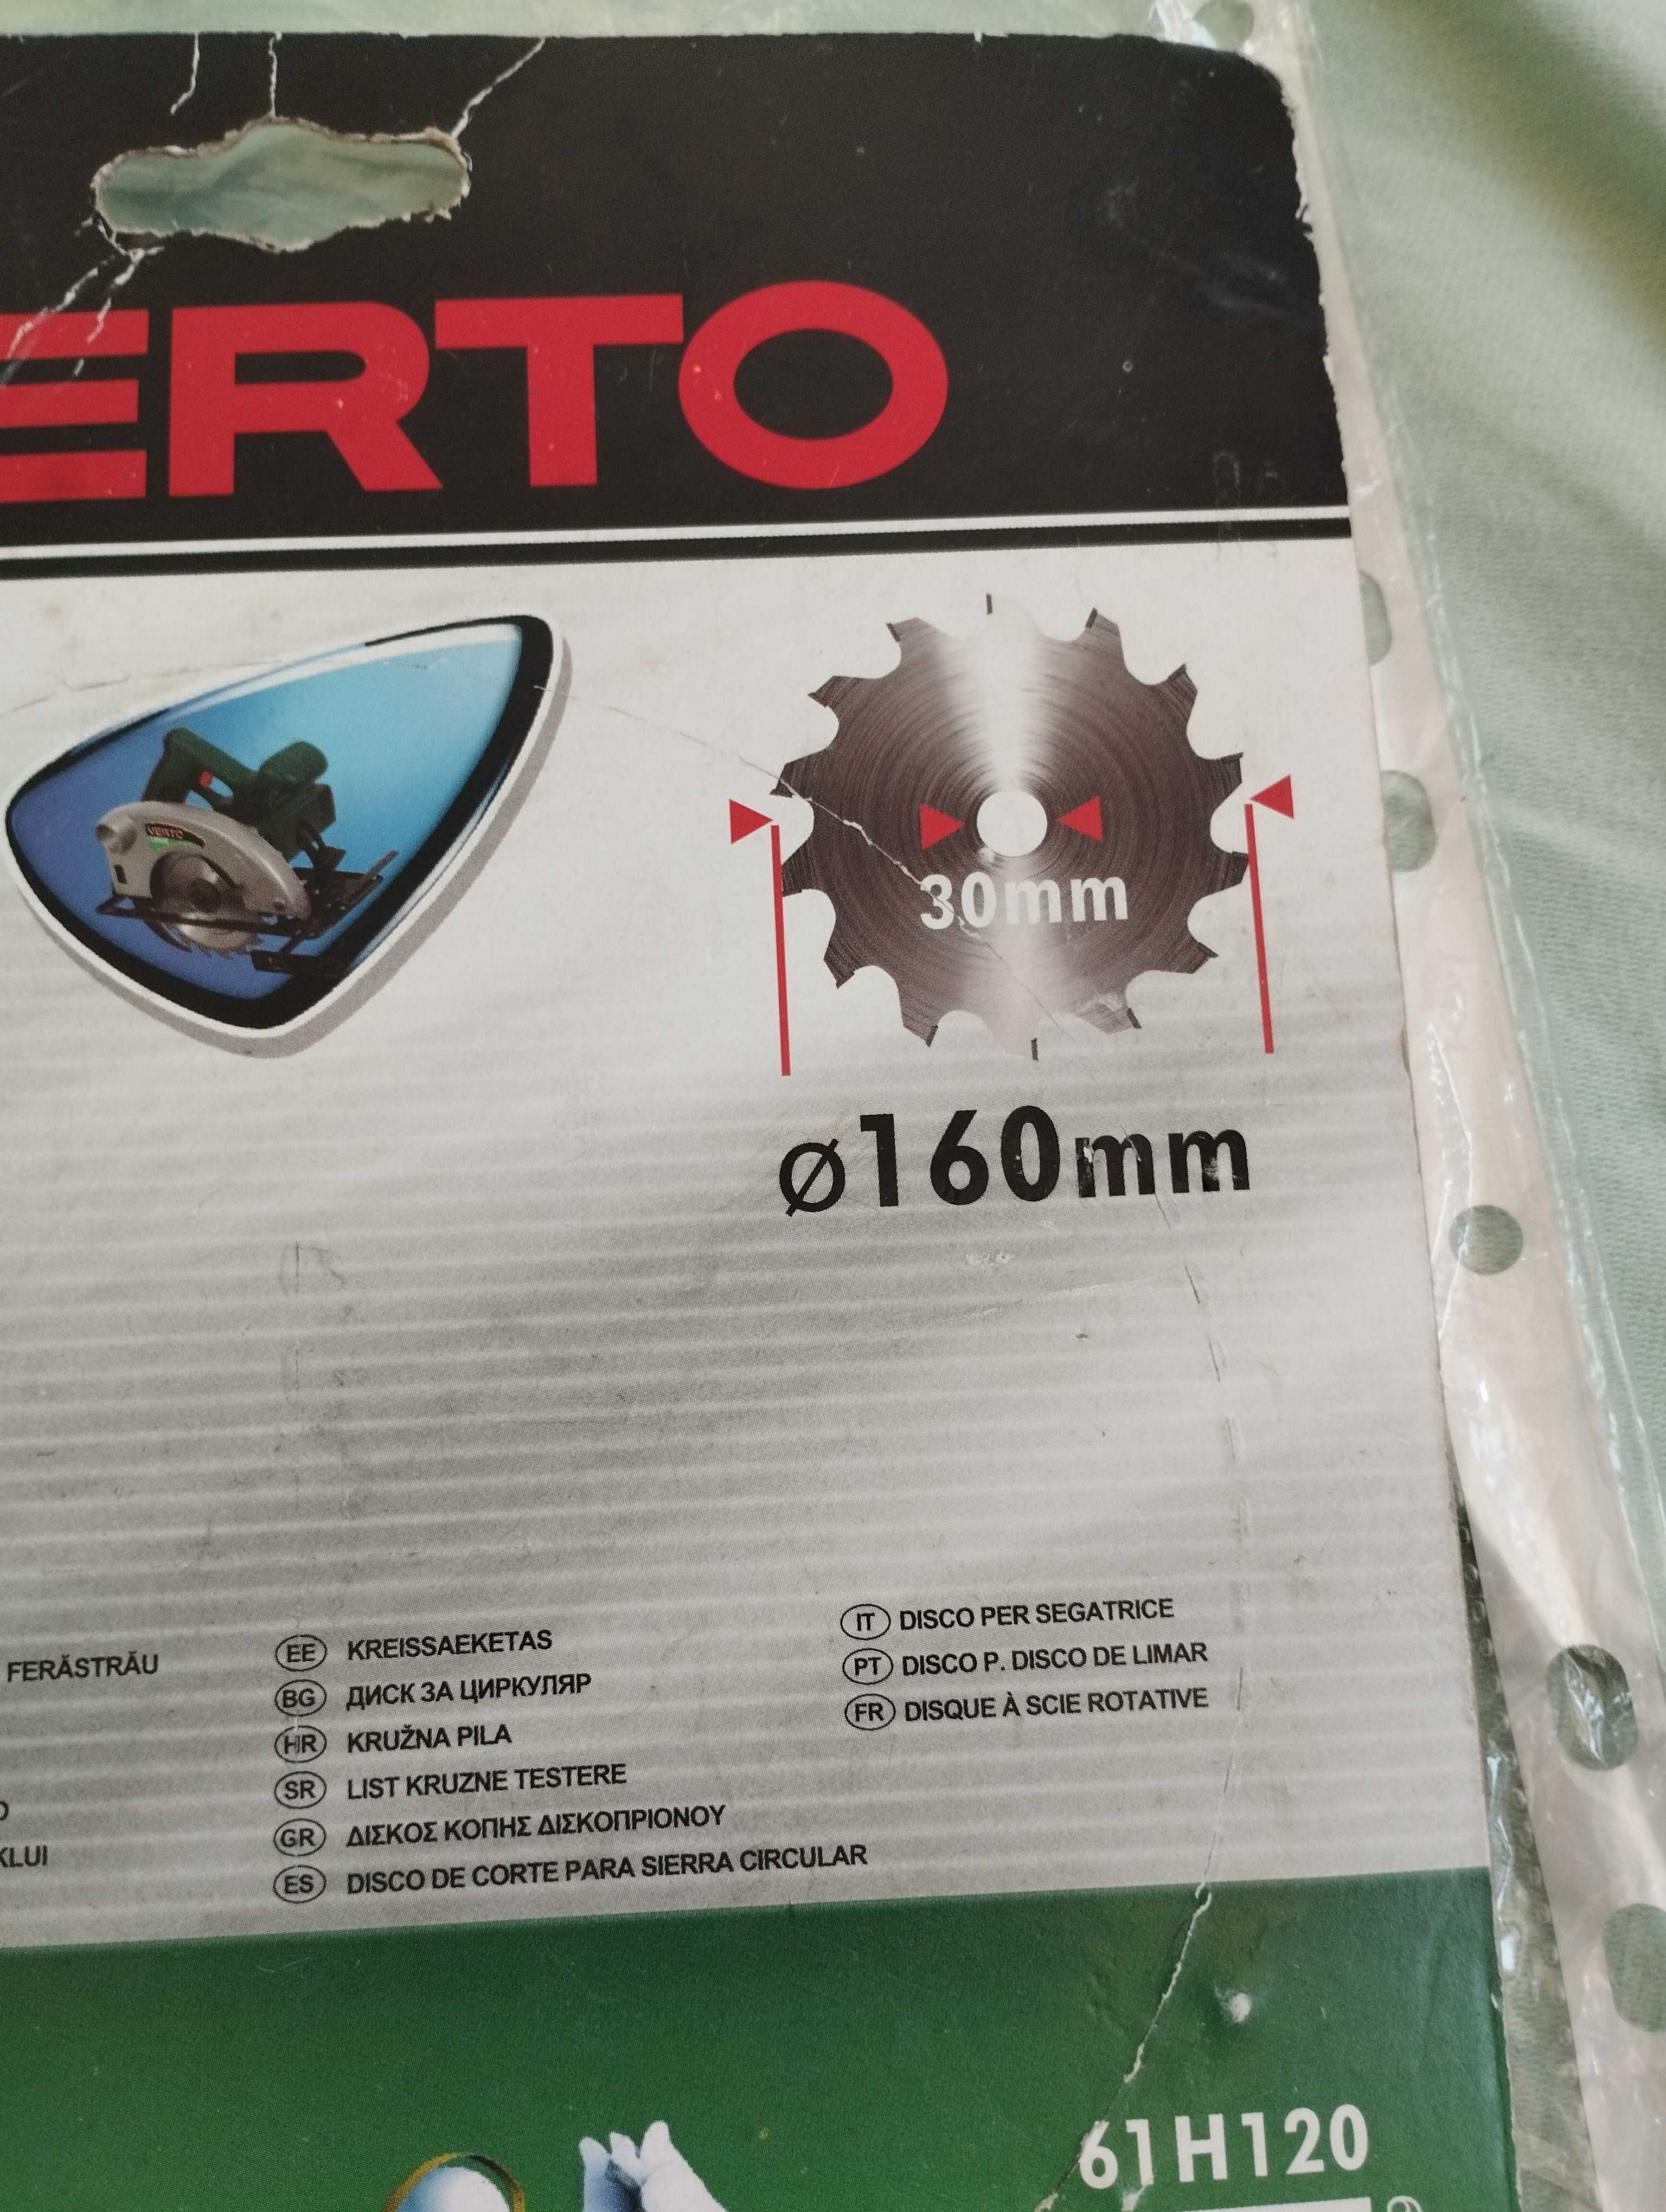 ERTO
VERTO
30mm
ø160mm
FERĂSTRĂU
KLUI
EE KREISSAEKETAS
BG ДИСК ЗА ЦИРКУЛЯР
HR KRUŽNA PILA
SR LIST KRUZNE TESTERE
GR ΔΙΣΚΟΣ ΚΟΠΗΣ ΔΙΣΚΟΠΡΙΟΝΟΥ
ES DISCO DE CORTE PARA SIERRA CIRCULAR
IT DISCO PER SEGATRICE
PT DISCO P. DISCO DE LIMAR
FR DISQUE À SCIE ROTATIVE
61H120